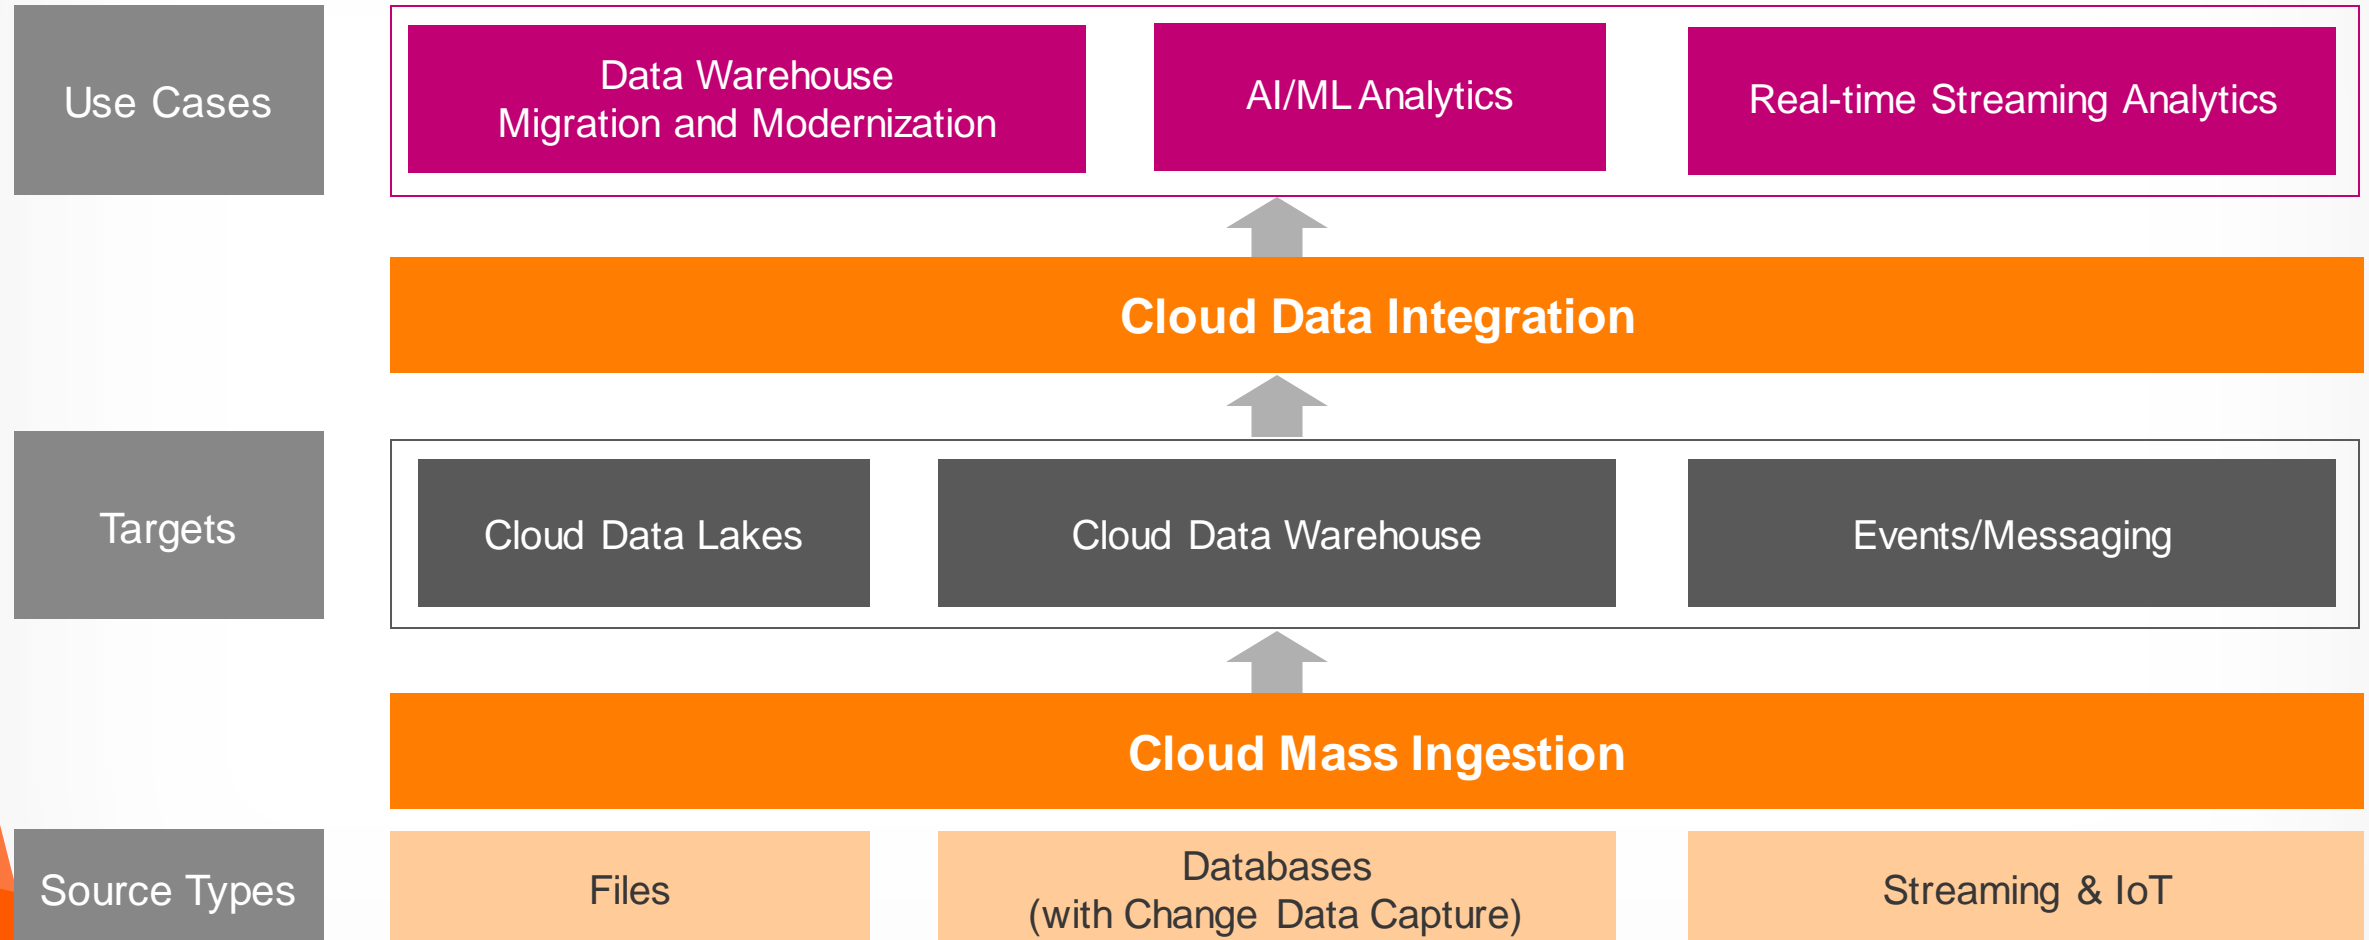 Use Cases
Data Warehouse
Migration and Modernization
AI/ML Analytics
Real-time Streaming Analytics
Cloud Data Integration
Targets
Cloud Data Lakes
Cloud Data Warehouse
Events/Messaging
Cloud Mass Ingestion
Source Types
Files
Databases
(with Change Data Capture)
Streaming & IoT